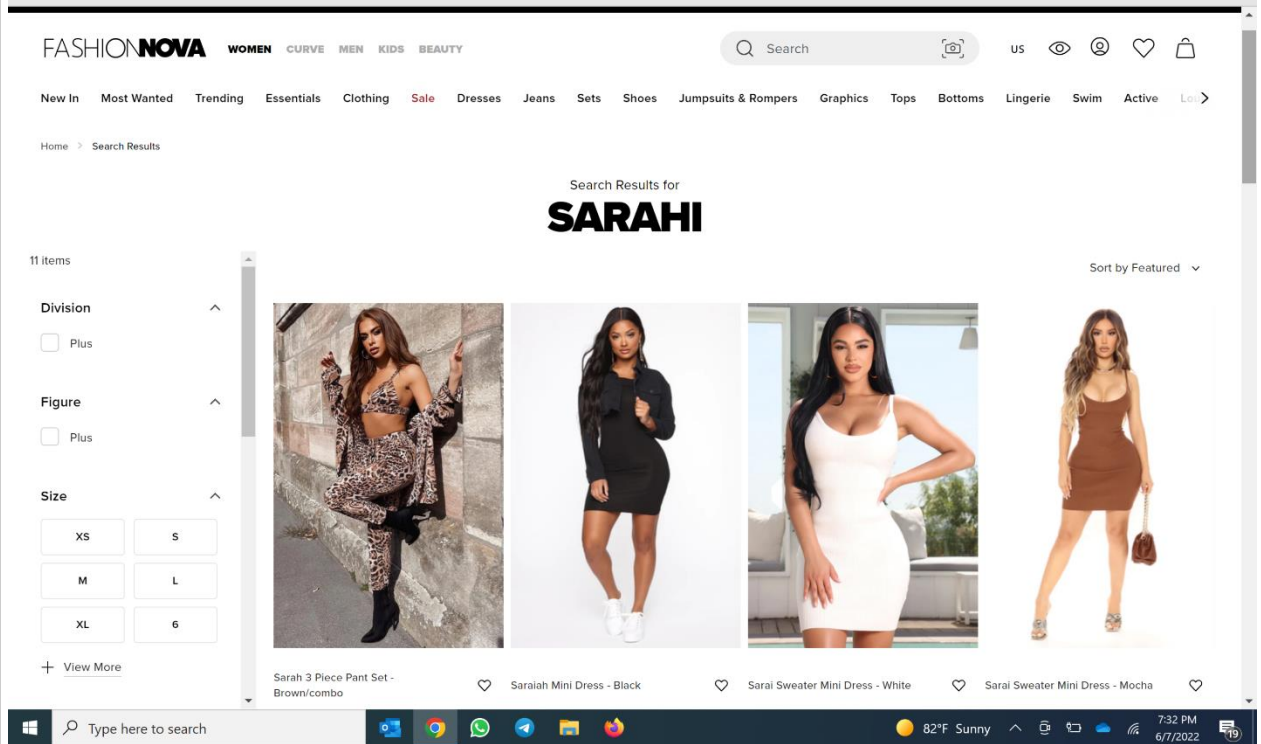 FASHIONNOVA WOMEN CURVE MEN KIDS BEAUTY Search US
New In Most Wanted Trending Essentials Clothing Sale Dresses Jeans Sets Shoes Jumpsuits & Rompers Graphics Tops Bottoms Lingerie Swim Active
Home > Search Results
Search Results for
SARAHI
11 items
Sort by Featured
Division
Plus
Figure
Plus
Size
XS S
M L
XL 6
+ View More
Sarah 3 Piece Pant Set -
Brown/combo
Saraiah Mini Dress - Black
Sarai Sweater Mini Dress - White
Sarai Sweater Mini Dress - Mocha
Type here to search
82°F Sunny
7:32 PM
6/7/2022
19